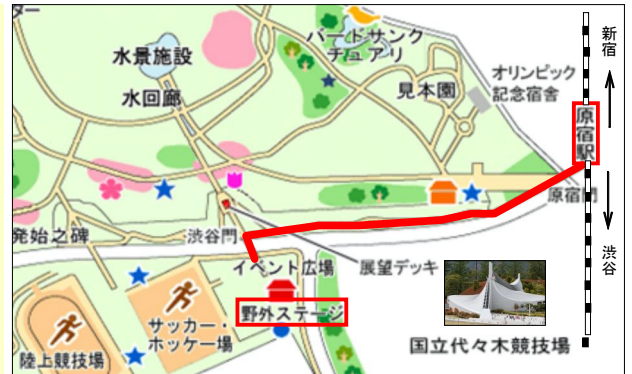 ター
バードサンク
チュアリ
水景施設
水回廊
見本園
オリンピック
記念宿舎
新宿
原宿駅
原宿門
渋谷
発始之碑
渋谷門
展望デッキ
イベント広場
野外ステージ
サッカー・
ホッケー場
陸上競技場
国立代々木競技場